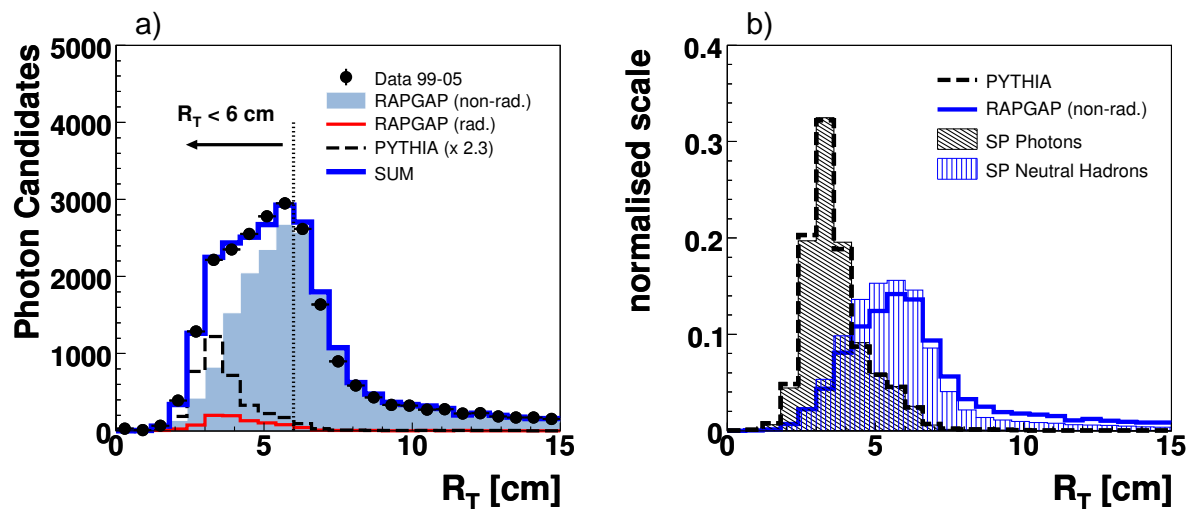 a)
Photon Candidates
5000
4000
3000
2000
1000
0
Data 99-05
RAPGAP (non-rad.)
RAPGAP (rad.)
PYTHIA (x 2.3)
SUM
R_T < 6 cm
0 5 10 15
R_T [cm]
b)
normalised scale
0.4
0.3
0.2
0.1
0
PYTHIA
RAPGAP (non-rad.)
SP Photons
SP Neutral Hadrons
0 5 10 15
R_T [cm]